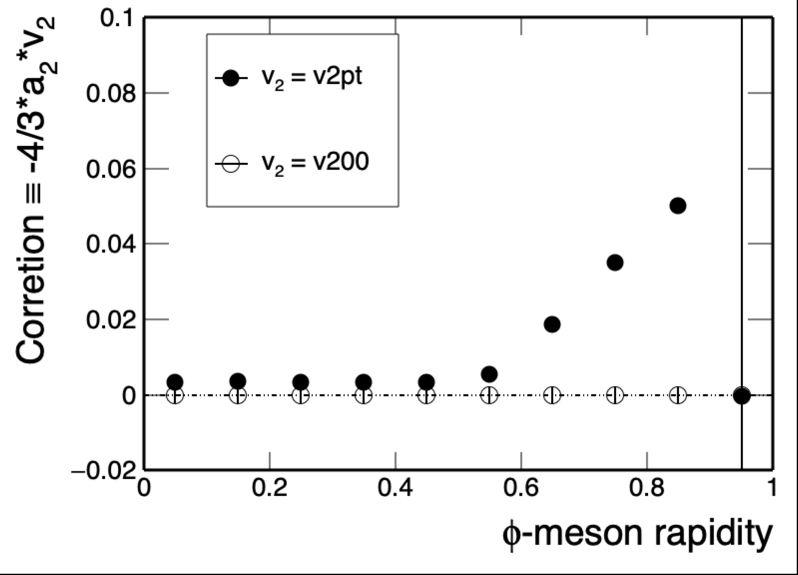 Corretion ≡ -4/3*a₂*v₂
0.1
0.08
0.06
0.04
0.02
0
−0.02
v₂ = v2pt
v₂ = v200
0 0.2 0.4 0.6 0.8 1
ϕ-meson rapidity